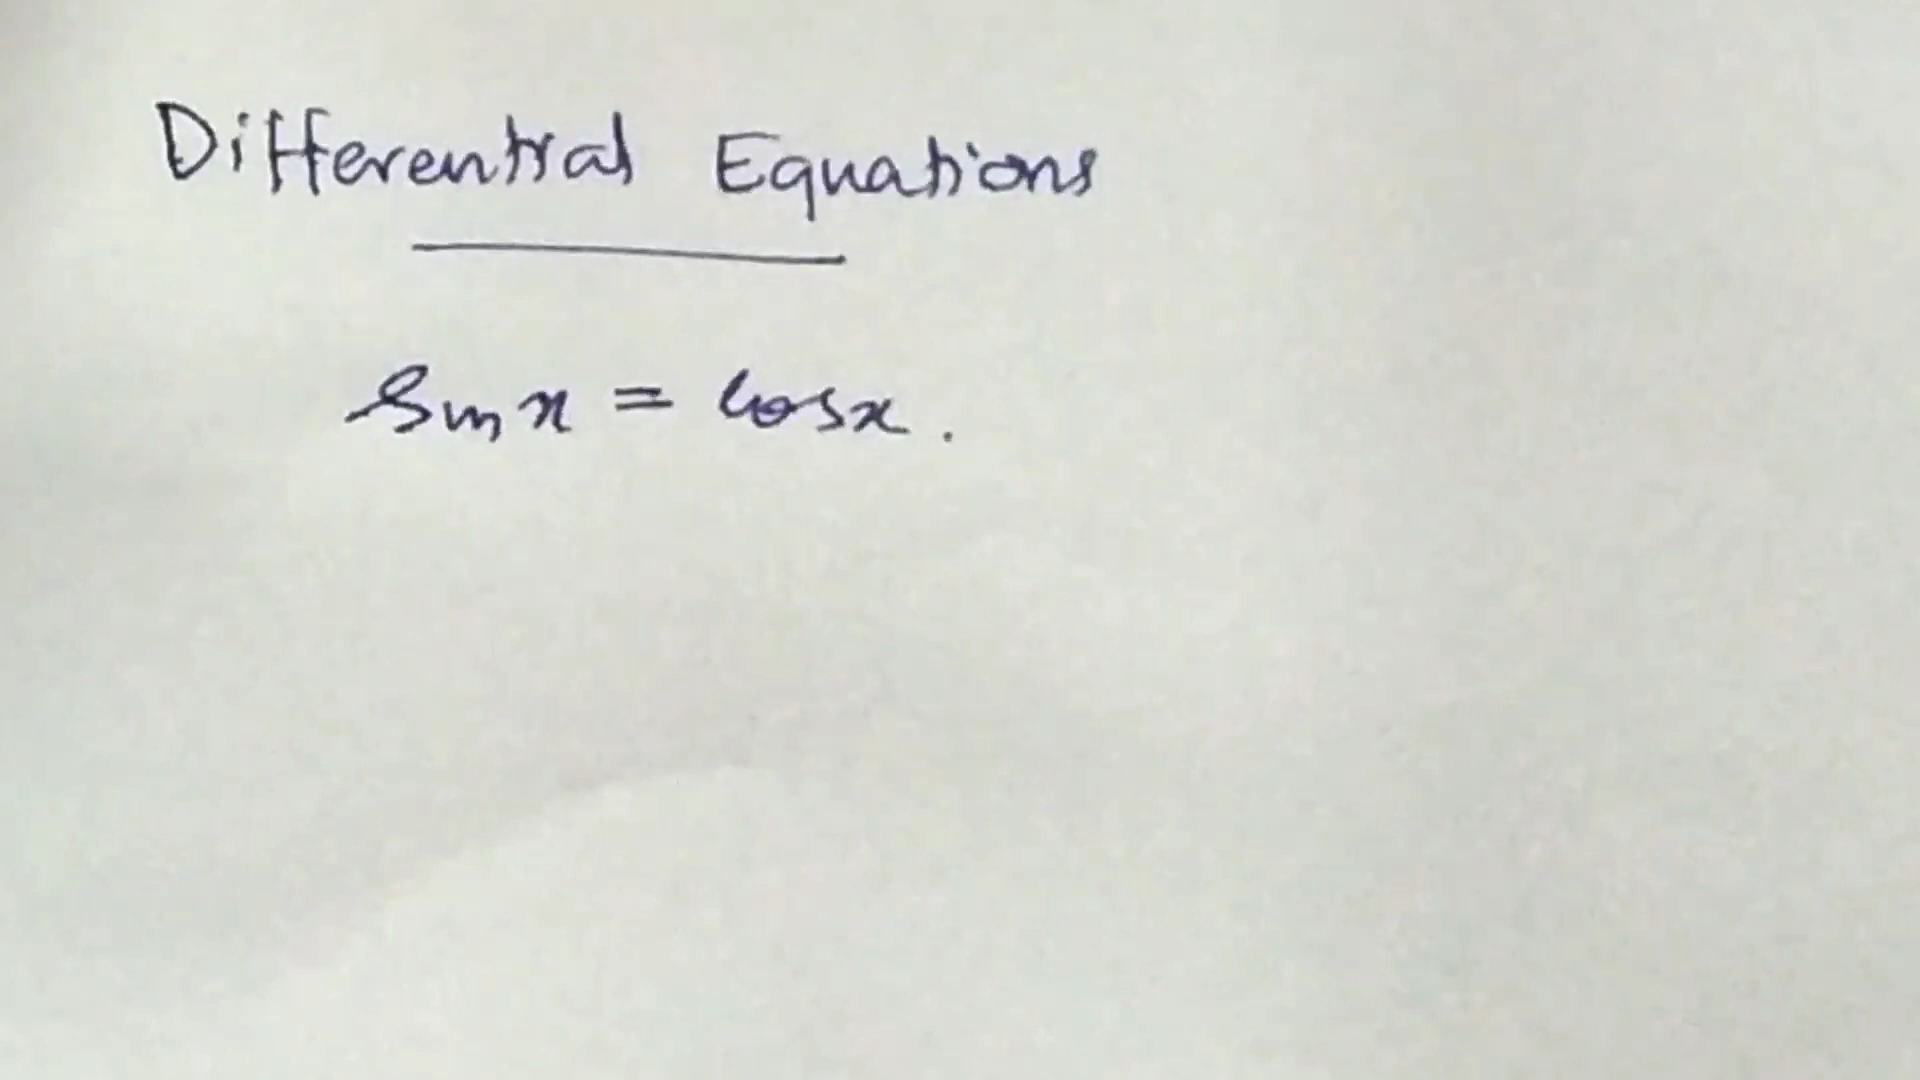 Differential Equations
Sin x = Cos x .